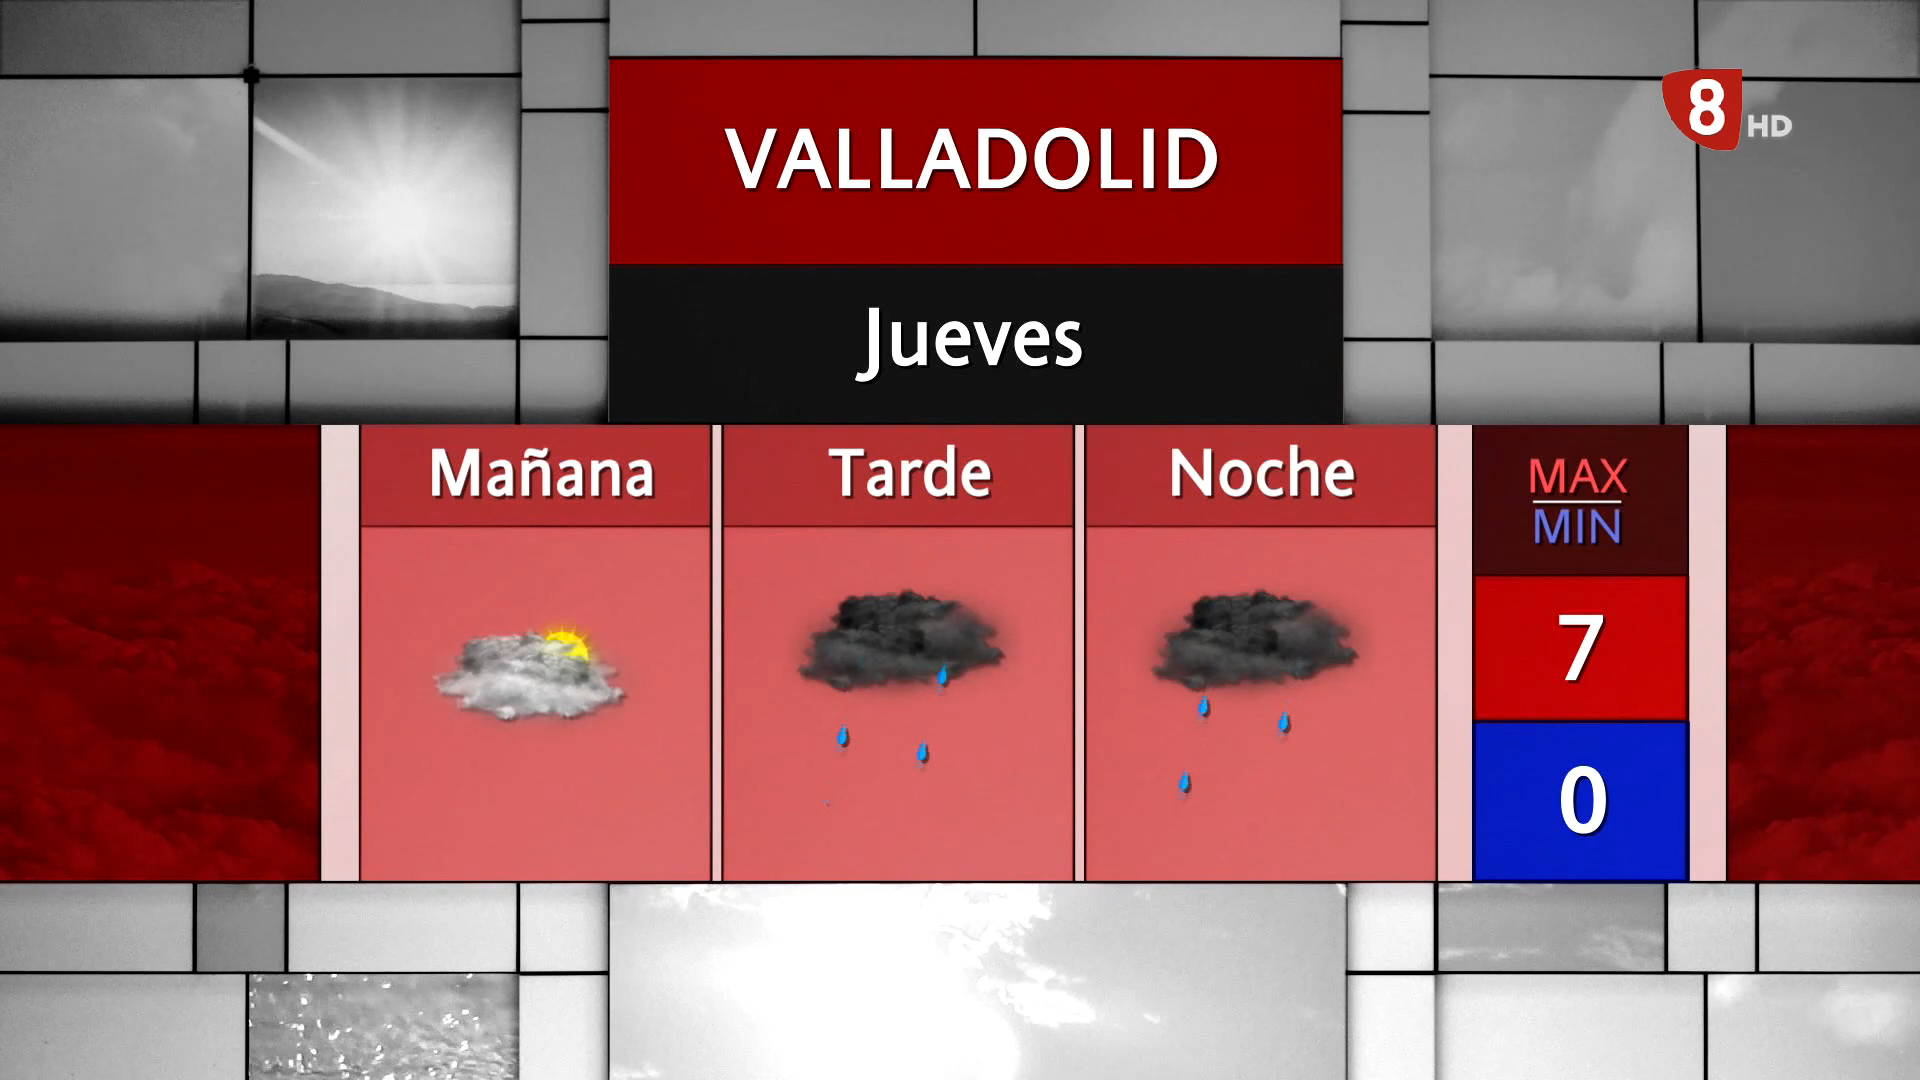 VALLADOLID
8 HD
Jueves
Mañana
Tarde
Noche
MAX
MIN
7
0